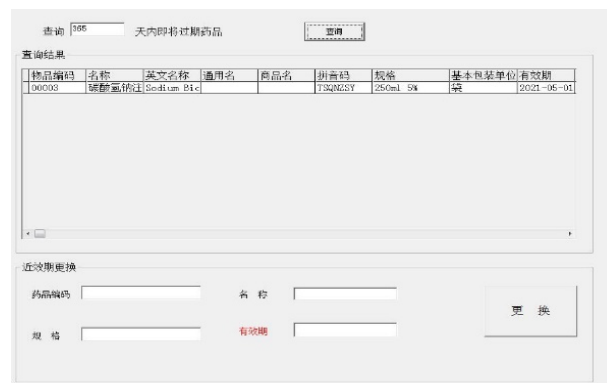 查询 365 天内即将过期药品 查询
查询结果
物品编码 名称 英文名称 通用名 商品名 拼音码 规格 基本包装单位 有效期
00003 碳酸氢钠注 Sodium Bic TSQNZSY 250ml 5% 袋 2021-05-01
近效期更换
药品编码 名 称
更 换
规 格 有效期